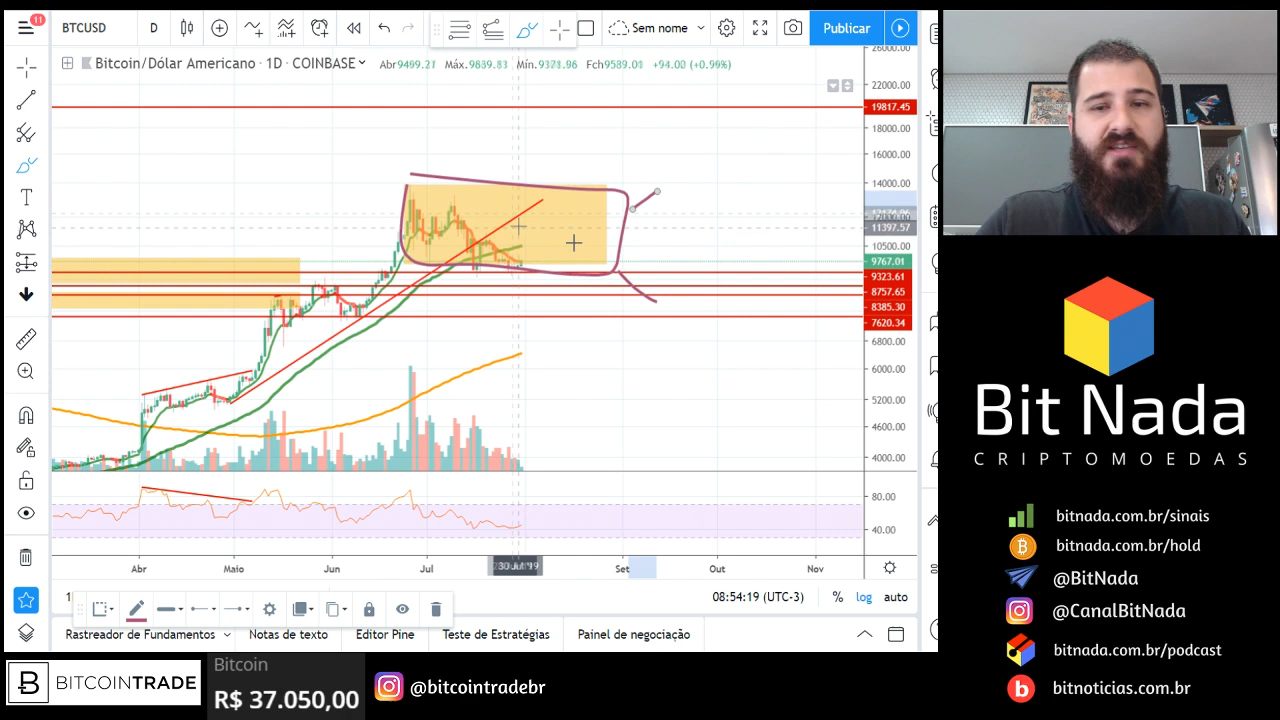 11
BTCUSD
D
Sem nome
Publicar
Bitcoin/Dólar Americano · 1D · COINBASE
Abr9499.21 Máx.9889.83 Mín.9378.96 Fch9589.01 +94.00 (+0.99%)
26000.00
22000.00
19817.45
18000.00
16000.00
14000.00
11397.57
10500.00
9767.01
9323.61
8757.65
8385.30
7620.34
6800.00
6000.00
5200.00
4600.00
4000.00
80.00
40.00
Abr
Maio
Jun
Jul
Set
Out
Nov
08:54:19 (UTC-3)
%
log
auto
Rastreador de Fundamentos
Notas de texto
Editor Pine
Teste de Estratégias
Painel de negociação
BITCOINTRADE
Bitcoin
R$ 37.050,00
@bitcointradebr
Bit Nada
CRIPTOMOEDAS
bitnada.com.br/sinais
bitnada.com.br/hold
@BitNada
@CanalBitNada
bitnada.com.br/podcast
bitnoticias.com.br